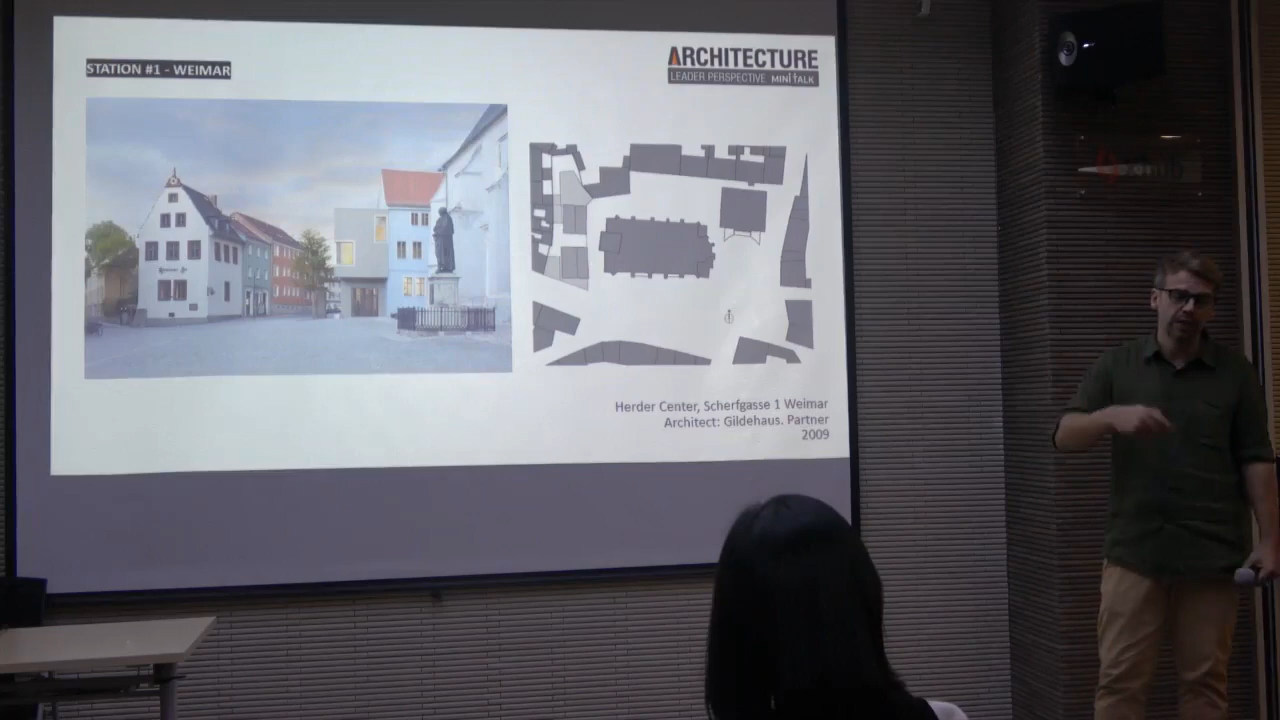 STATION #1 - WEIMAR
ARCHITECTURE
LEADER PERSPECTIVE MINI TALK
Herder Center, Scherfgasse 1 Weimar
Architect: Gildehaus. Partner
2009